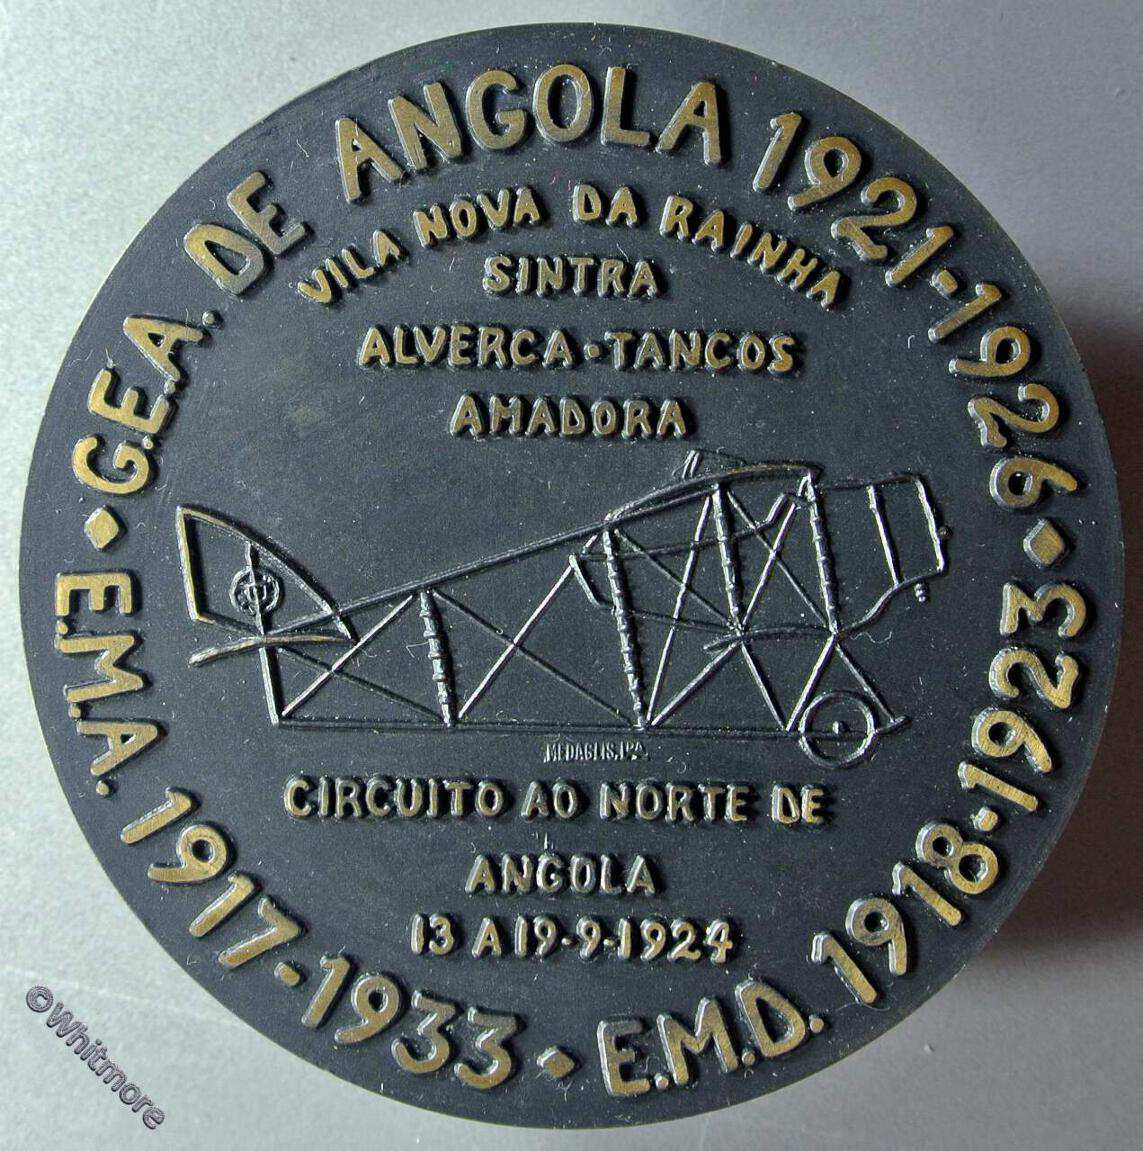 G.E.A. DE ANGOLA 1921-1926
E.M.D. 1918-1923
E.M.A. 1917-1933
VILA NOVA DA RAINHA
SINTRA
ALVERCA·TANCOS
AMADORA
MEDAGLIS.Lda.
CIRCUITO AO NORTE DE
ANGOLA
13 A 19-9-1924
©Whitmore